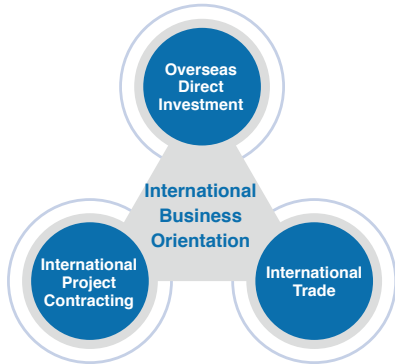 Overseas
Direct
Investment
International
Business
Orientation
International
Project
Contracting
International
Trade